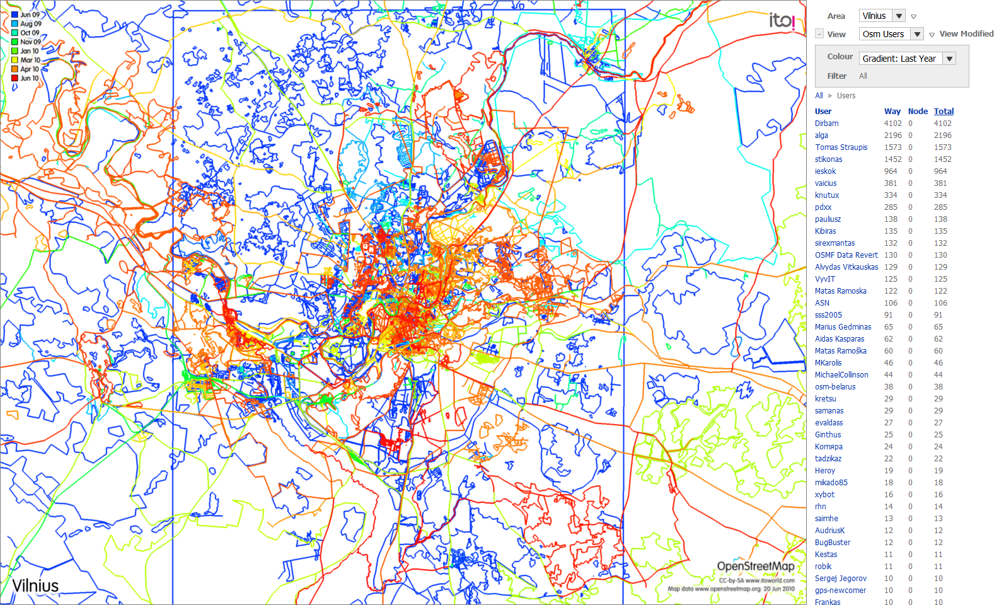 Jun 09
Aug 09
Oct 09
Nov 09
Jan 10
Mar 10
Apr 10
Jun 10
ito!
Vilnius
OpenStreetMap
CC-by-SA www.itoworld.com
Map data www.openstreetmap.org: 20 Jun 2010
Area Vilnius
- View Osm Users View Modified
Colour Gradient: Last Year
Filter All
All » Users
User Way Node Total
Dirbam 4102 0 4102
alga 2196 0 2196
Tomas Straupis 1573 0 1573
stikonas 1452 0 1452
ieskok 964 0 964
vaicius 381 0 381
knutux 334 0 334
pdxx 285 0 285
pauliusz 138 0 138
Kibiras 135 0 135
sirexmantas 132 0 132
OSMF Data Revert 130 0 130
Alvydas Vitkauskas 129 0 129
VyvIT 125 0 125
Matas Ramoska 122 0 122
ASN 106 0 106
sss2005 91 0 91
Marius Gedminas 65 0 65
Aidas Kasparas 62 0 62
Matas Ramoška 60 0 60
MKarolis 46 0 46
MichaelCollinson 44 0 44
osm-belarus 38 0 38
kretsu 29 0 29
samanas 29 0 29
evaldass 27 0 27
Ginthus 25 0 25
Комяра 24 0 24
tadzikaz 22 0 22
Heroy 19 0 19
mikado85 18 0 18
xybot 16 0 16
rhn 14 0 14
saimhe 13 0 13
AudriusK 12 0 12
BugBuster 12 0 12
Kestas 11 0 11
robik 11 0 11
Sergej Jegorov 10 0 10
gps-newcomer 10 0 10
Frankas 10 0 10